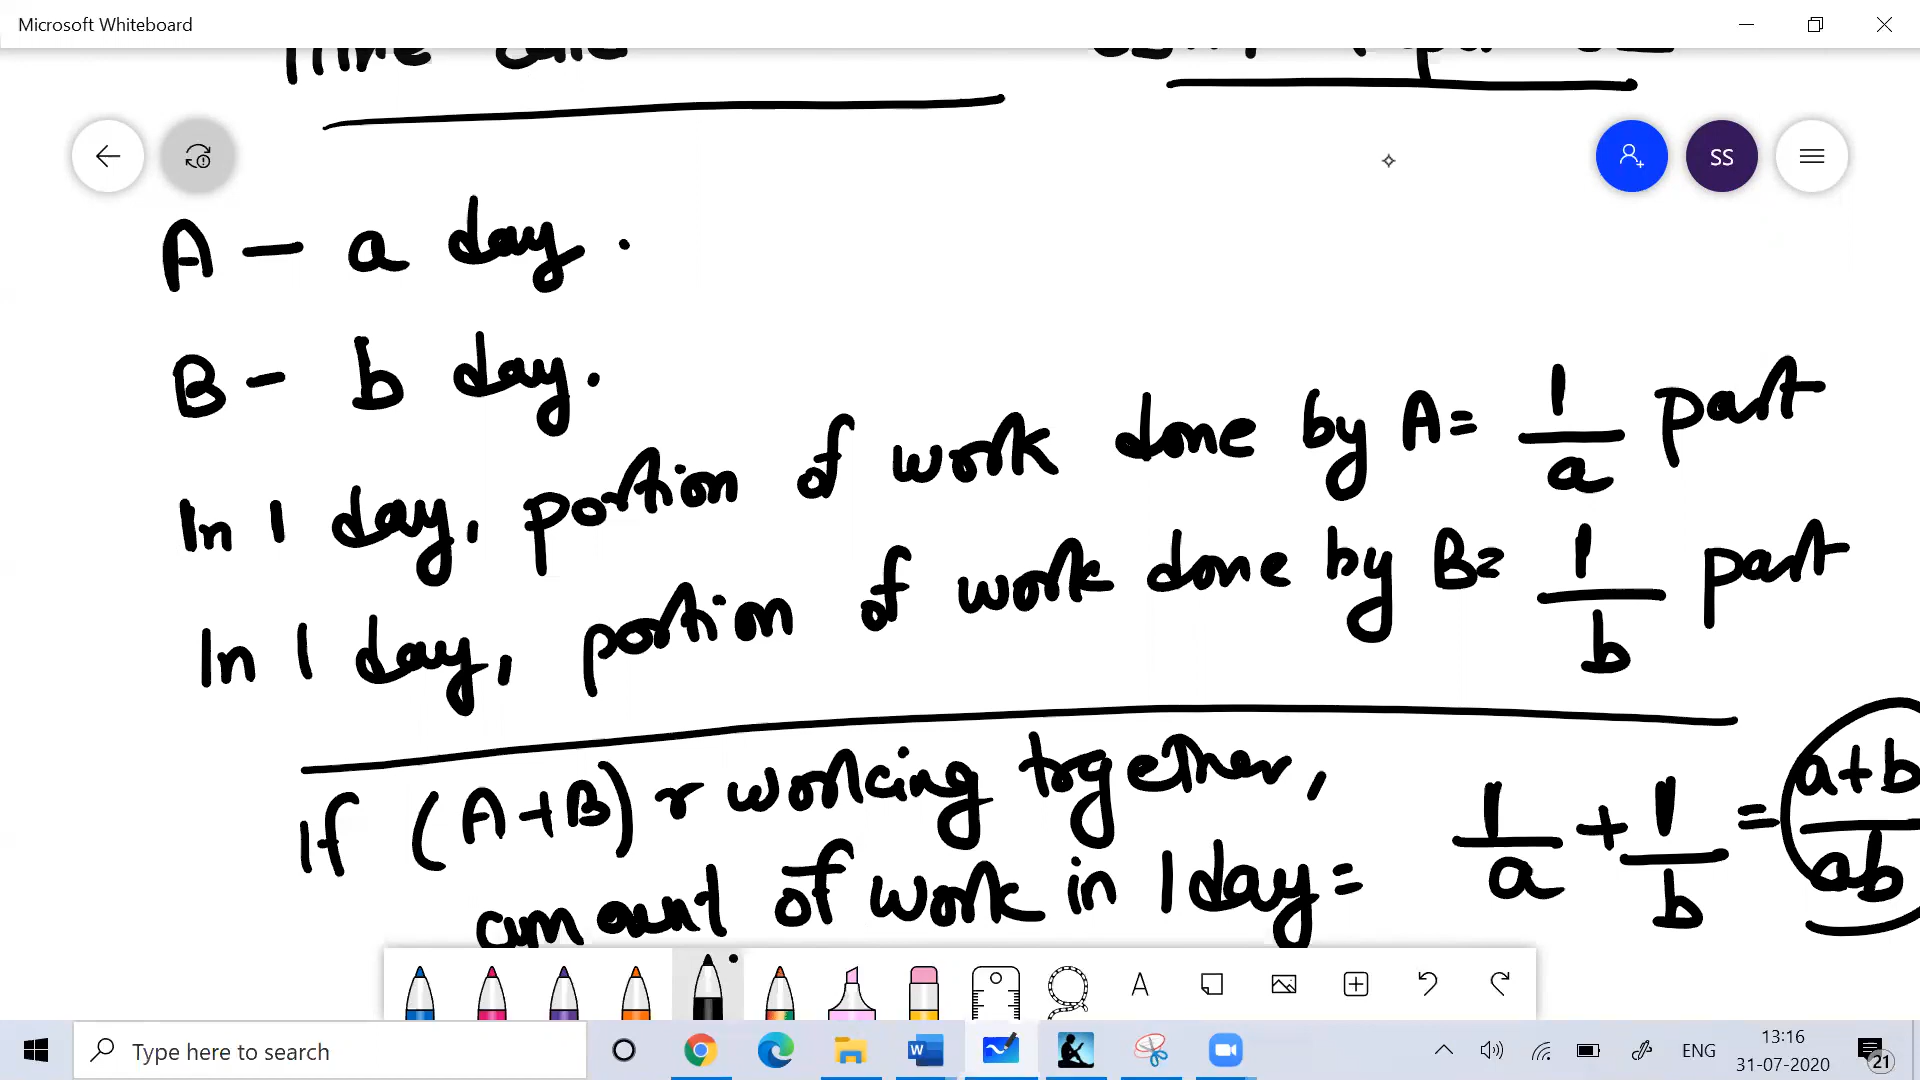 Microsoft Whiteboard
SS
A - a day.
B - b day.
In 1 day, portion of work done by A = 1/a part
In 1 day, portion of work done by B = 1/b part
If (A+B) r working together,
amount of work in 1 day = 1/a + 1/b = a+b/ab
A
Type here to search
W
ENG
13:16
31-07-2020
21